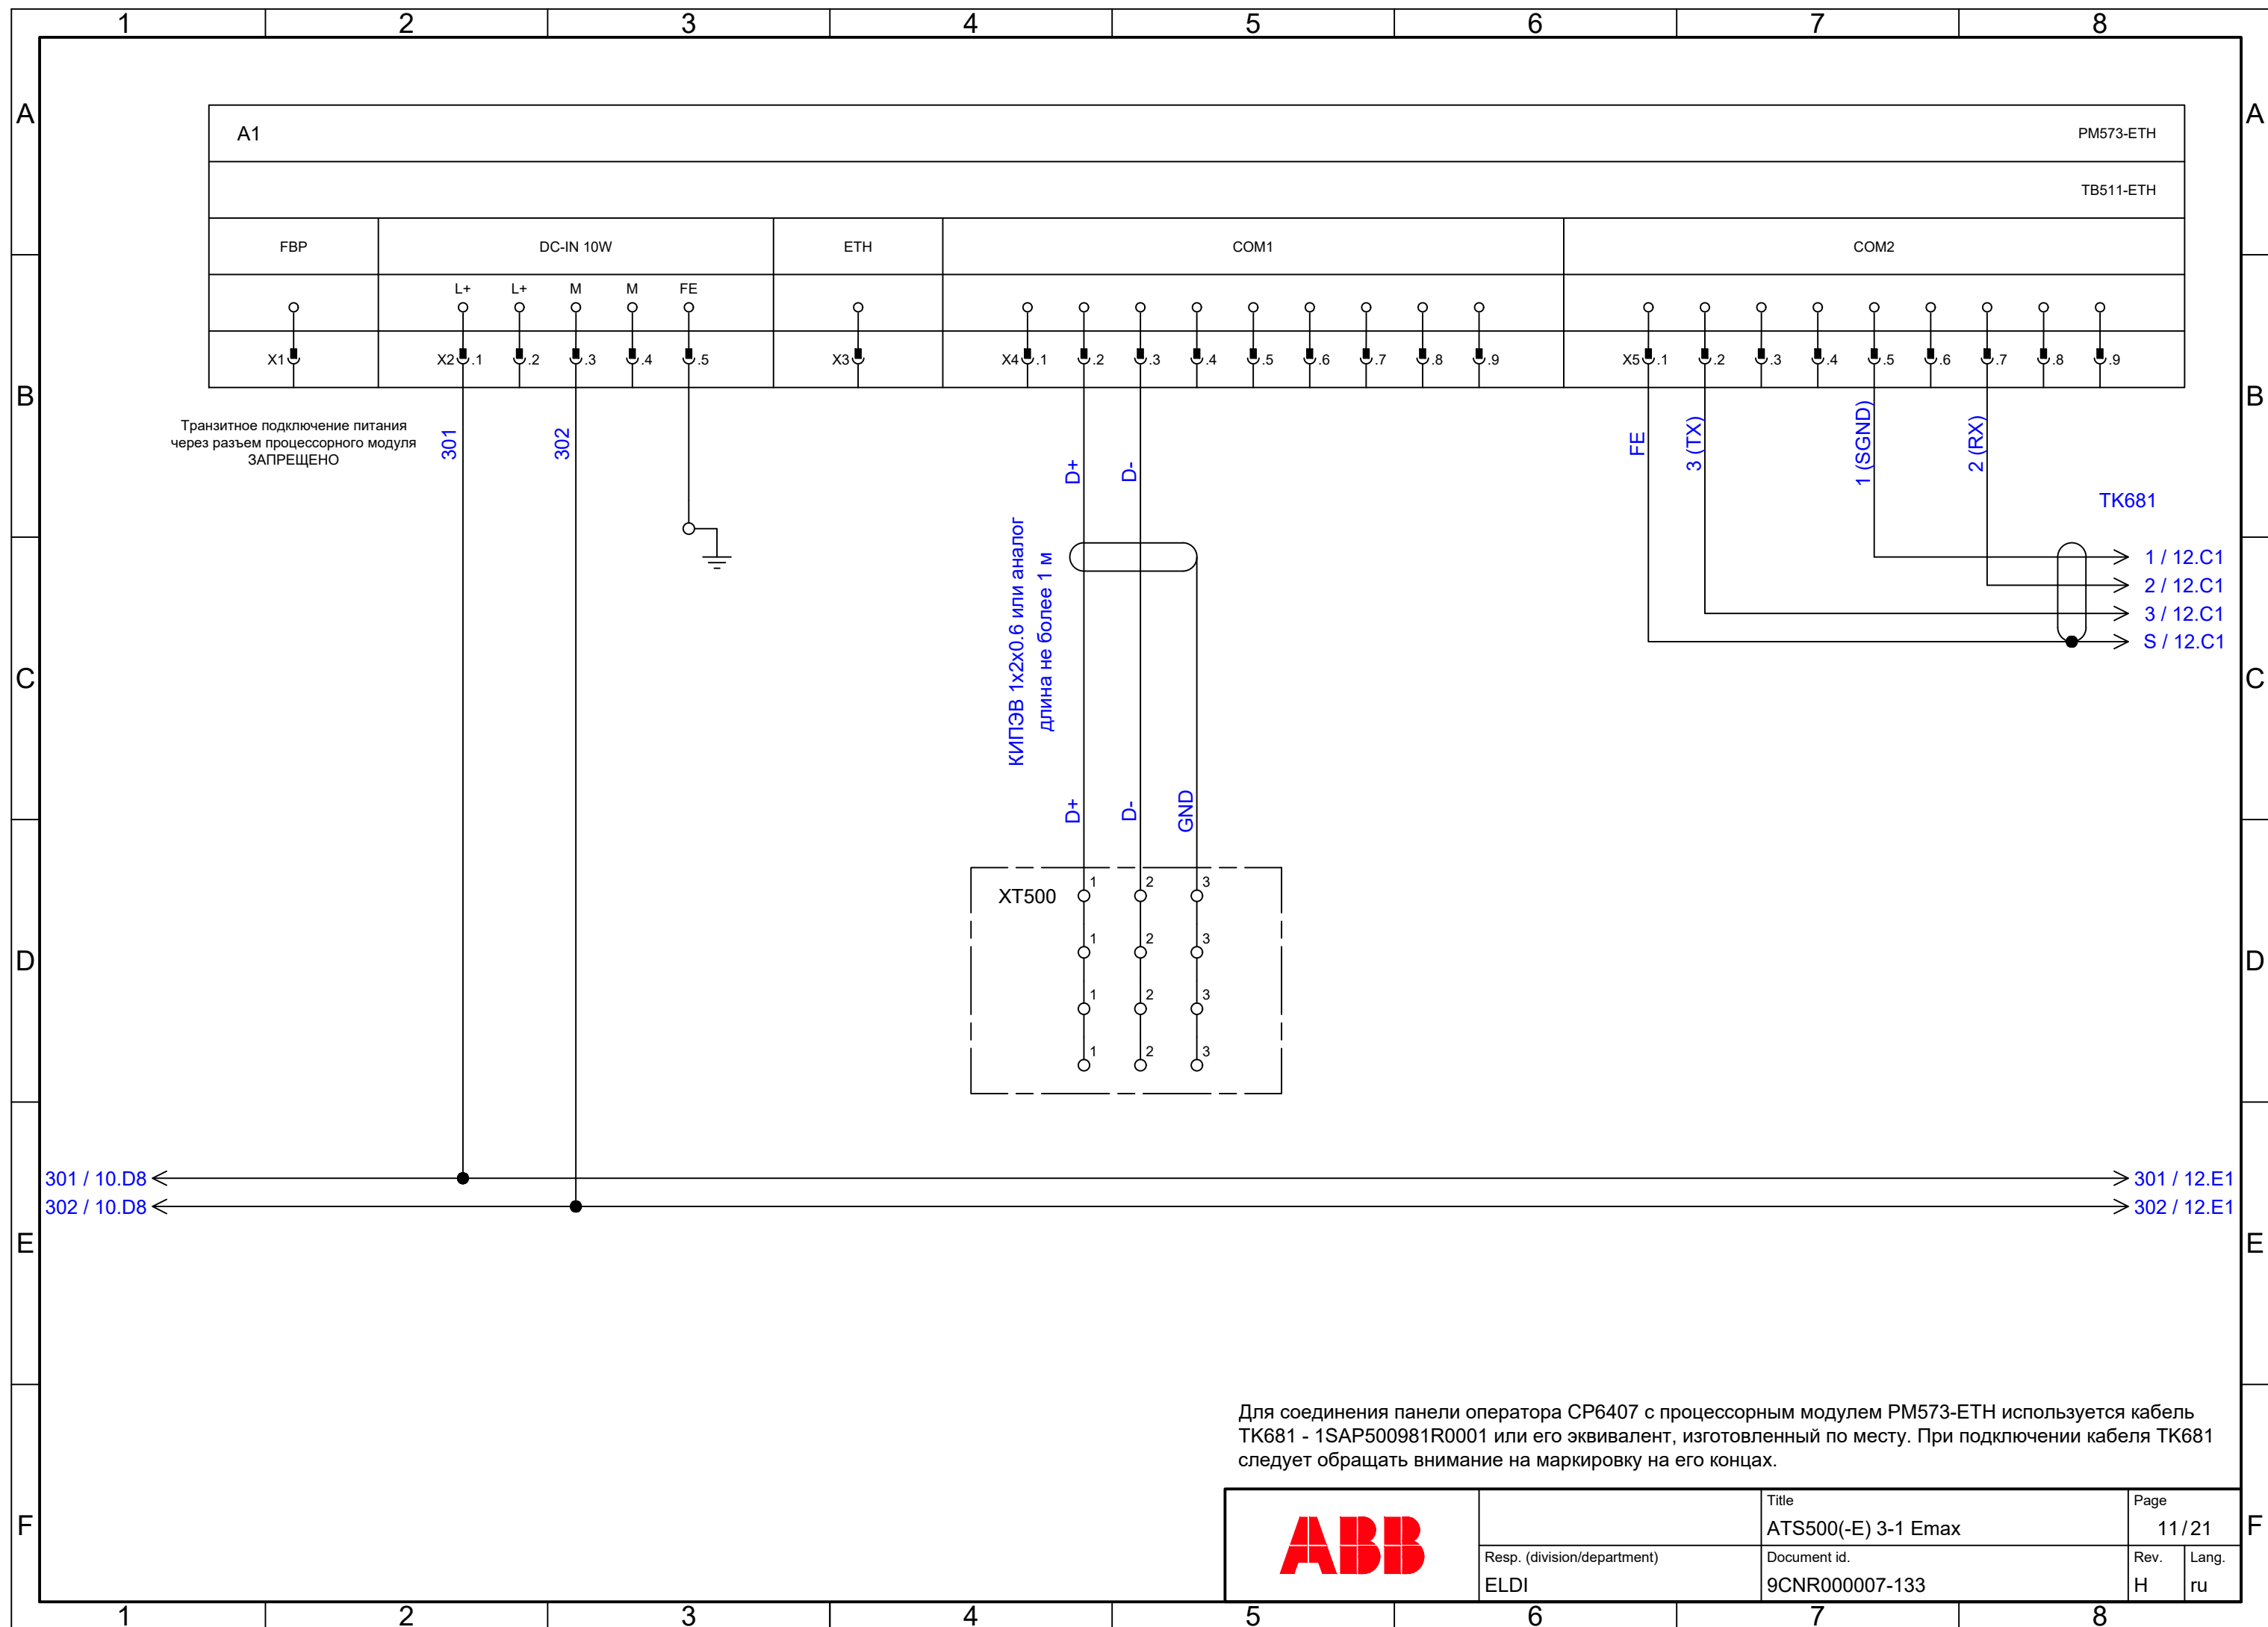 1 2 3 4 5 6 7 8
A A
A1 PM573-ETH
TB511-ETH
FBP DC-IN 10W ETH COM1 COM2
L+ L+ M M FE
X1 X2 .1 .2 .3 .4 .5 X3 X4 .1 .2 .3 .4 .5 .6 .7 .8 .9 X5 .1 .2 .3 .4 .5 .6 .7 .8 .9
B B
Транзитное подключение питания
через разъем процессорного модуля
ЗАПРЕЩЕНО
301
302
D+
D-
FE
3 (TX)
1 (SGND)
2 (RX)
TK681
1 / 12.C1
2 / 12.C1
3 / 12.C1
S / 12.C1
КИПЭВ 1x2x0.6 или аналог
длина не более 1 м
C C
D+
D-
GND
XT500 1 2 3
1 2 3
1 2 3
1 2 3
D D
301 / 10.D8 301 / 12.E1
302 / 10.D8 302 / 12.E1
E E
Для соединения панели оператора CP6407 с процессорным модулем PM573-ETH используется кабель
TK681 - 1SAP500981R0001 или его эквивалент, изготовленный по месту. При подключении кабеля TK681
следует обращать внимание на маркировку на его концах.
F F
ABB
Title
ATS500(-E) 3-1 Emax
Page
11/21
Resp. (division/department)
ELDI
Document id.
9CNR000007-133
Rev.
H
Lang.
ru
1 2 3 4 5 6 7 8